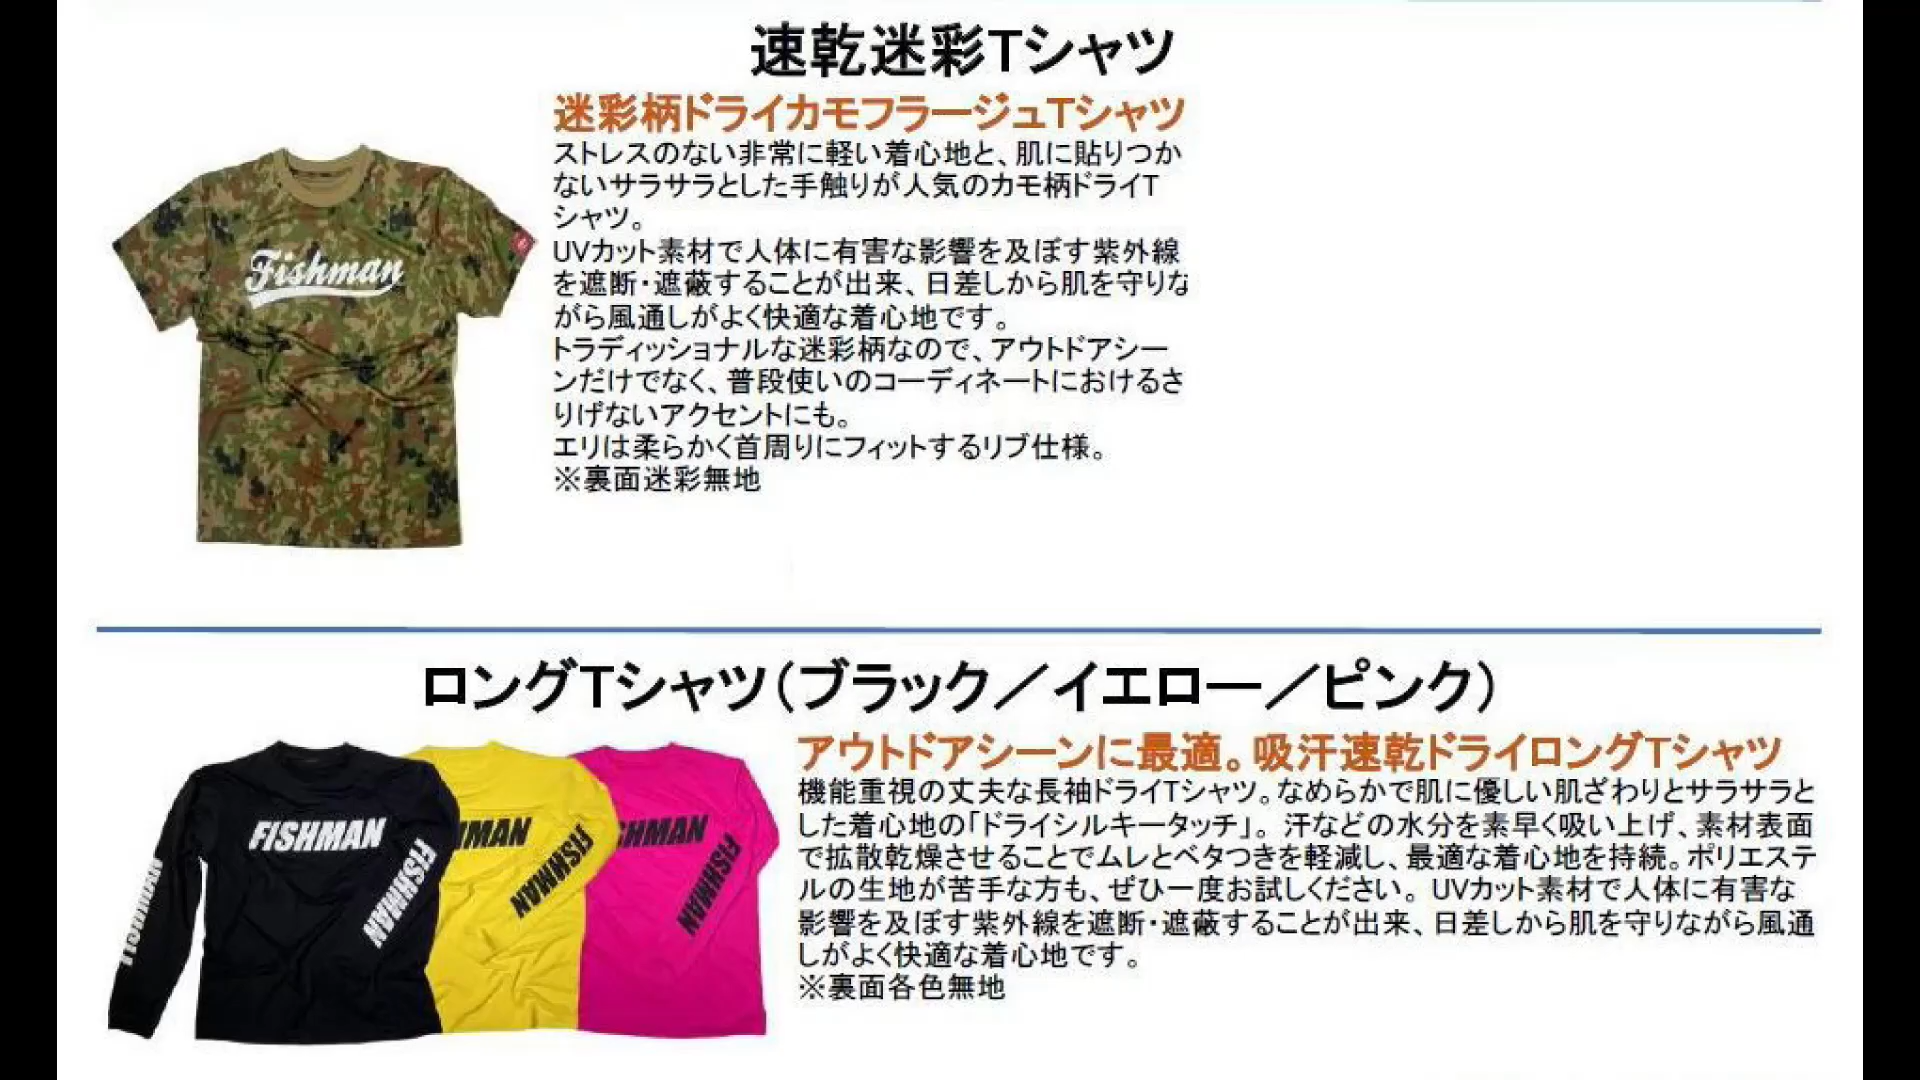 速乾迷彩Tシャツ
迷彩柄ドライカモフラージュTシャツ
ストレスのない非常に軽い着心地と、肌に貼りつか
ないサラサラとした手触りが人気のカモ柄ドライT
シャツ。
UVカット素材で人体に有害な影響を及ぼす紫外線
を遮断・遮蔽することが出来、日差しから肌を守りな
がら風通しがよく快適な着心地です。
トラディッショナルな迷彩柄なので、アウトドアシー
ンだけでなく、普段使いのコーディネートにおけるさ
りげないアクセントにも。
エリは柔らかく首周りにフィットするリブ仕様。
※裏面迷彩無地
Fishman
ロングTシャツ(ブラック／イエロー／ピンク)
アウトドアシーンに最適。吸汗速乾ドライロングTシャツ
機能重視の丈夫な長袖ドライTシャツ。なめらかで肌に優しい肌ざわりとサラサラと
した着心地の「ドライシルキータッチ」。汗などの水分を素早く吸い上げ、素材表面
で拡散乾燥させることでムレとベタつきを軽減し、最適な着心地を持続。ポリエステ
ルの生地が苦手な方も、ぜひ一度お試しください。UVカット素材で人体に有害な
影響を及ぼす紫外線を遮断・遮蔽することが出来、日差しから肌を守りながら風通
しがよく快適な着心地です。
※裏面各色無地
FISHMAN
FISHMAN
FISHMAN
HMAN
FISHMAN
SHMAN
FISHMAN